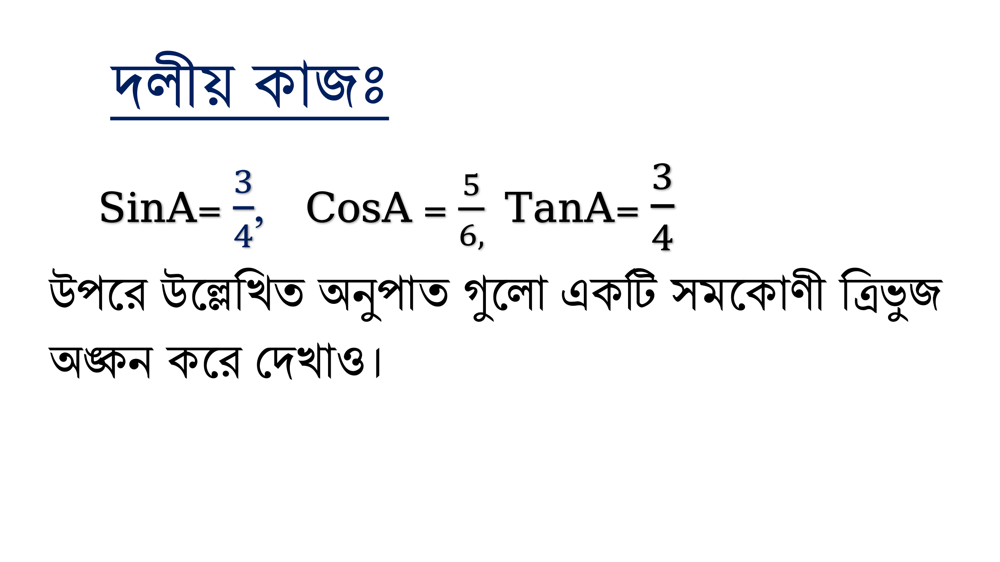 দলীয় কাজঃ
SinA= 3/4, CosA = 5/6, TanA= 3/4
উপরে উল্লেখিত অনুপাত গুলো একটি সমকোণী ত্রিভুজ
অঙ্কন করে দেখাও।